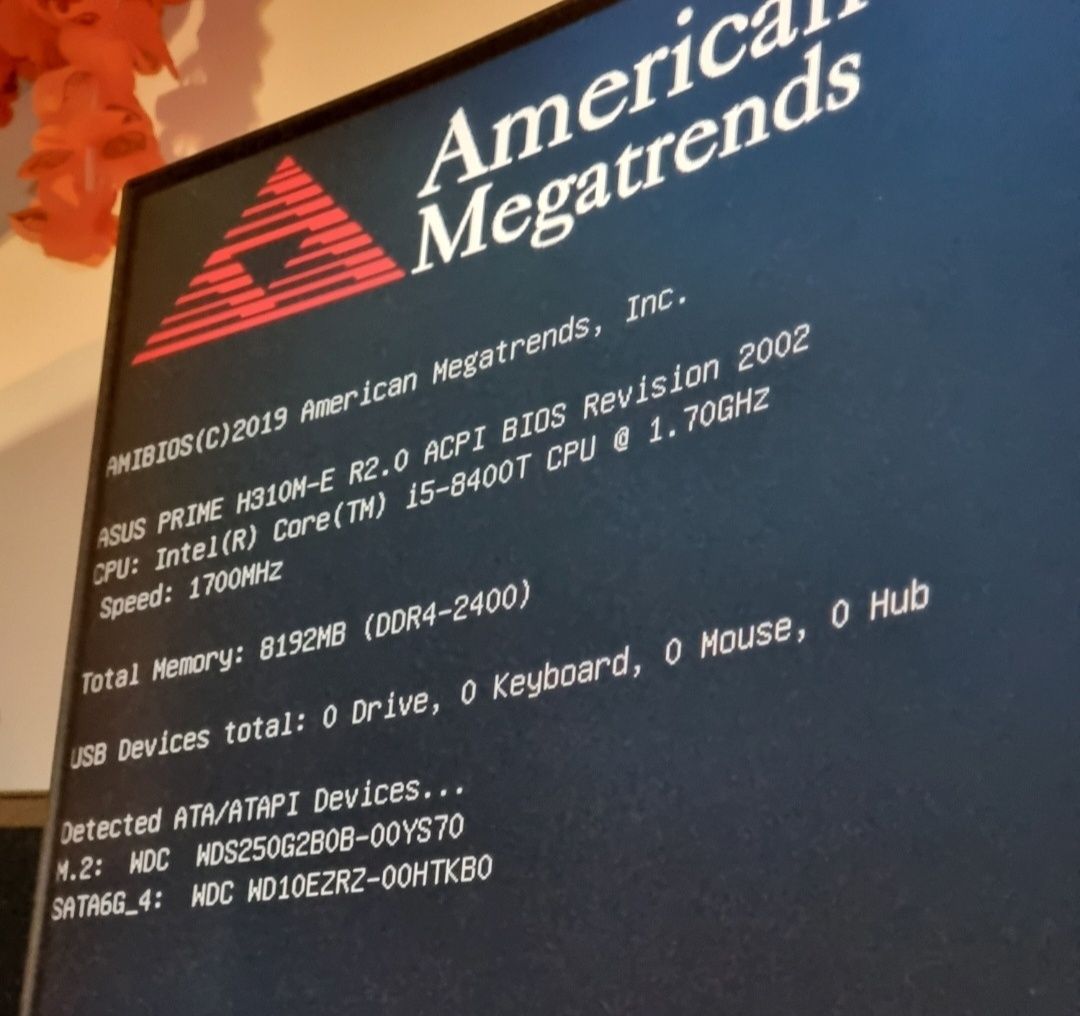 American
Megatrends
AMIBIOS(C)2019 American Megatrends, Inc.
ASUS PRIME H310M-E R2.0 ACPI BIOS Revision 2002
CPU: Intel(R) Core(TM) i5-8400T CPU @ 1.70GHz
Speed: 1700MHz
Total Memory: 8192MB (DDR4-2400)
USB Devices total: 0 Drive, 0 Keyboard, 0 Mouse, 0 Hub
Detected ATA/ATAPI Devices...
M.2: WDC WDS250G2B0B-00YS70
SATA6G_4: WDC WD10EZRZ-00HTKB0